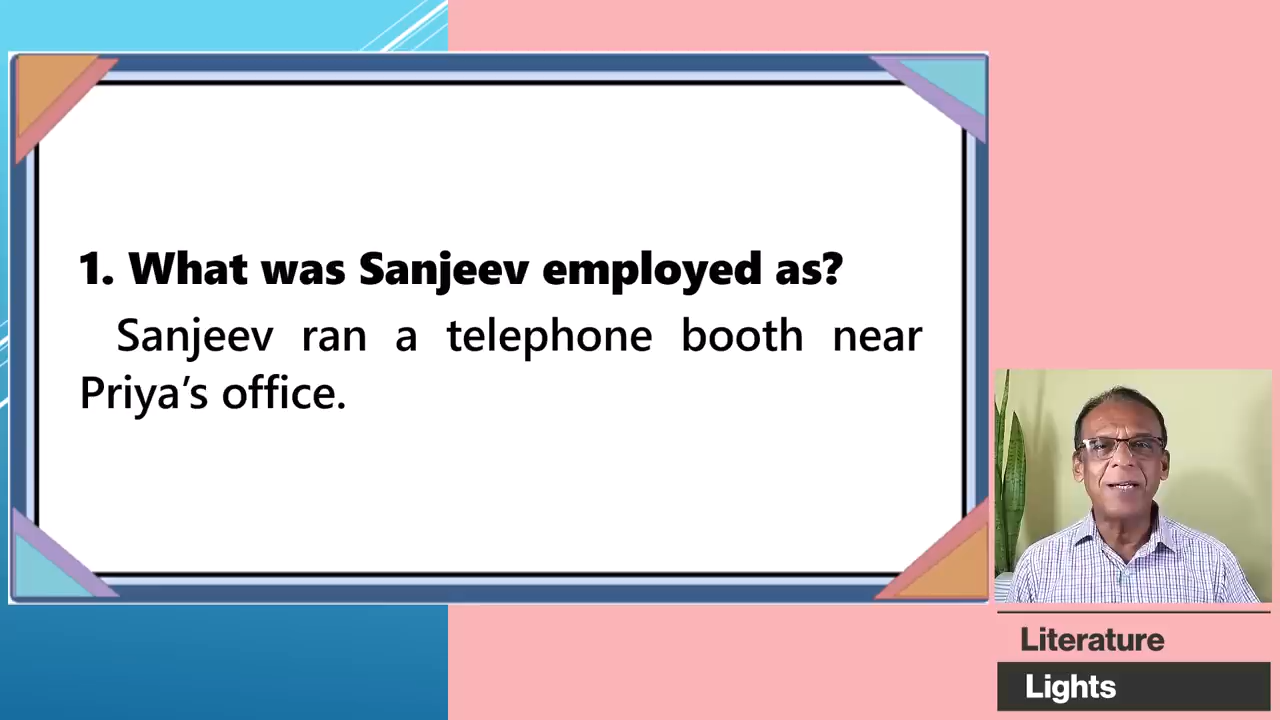 1. What was Sanjeev employed as?
Sanjeev ran a telephone booth near
Priya’s office.
Literature
Lights